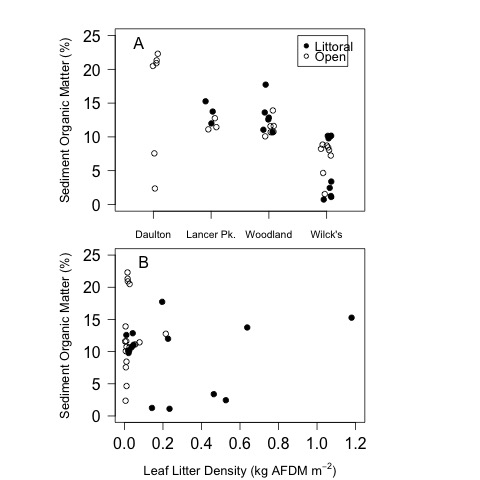 A
Littoral
Open
Sediment Organic Matter (%)
25
20
15
10
5
0
Daulton Lancer Pk. Woodland Wilck's
B
Sediment Organic Matter (%)
25
20
15
10
5
0
0.0 0.2 0.4 0.6 0.8 1.0 1.2
Leaf Litter Density (kg AFDM m⁻²)